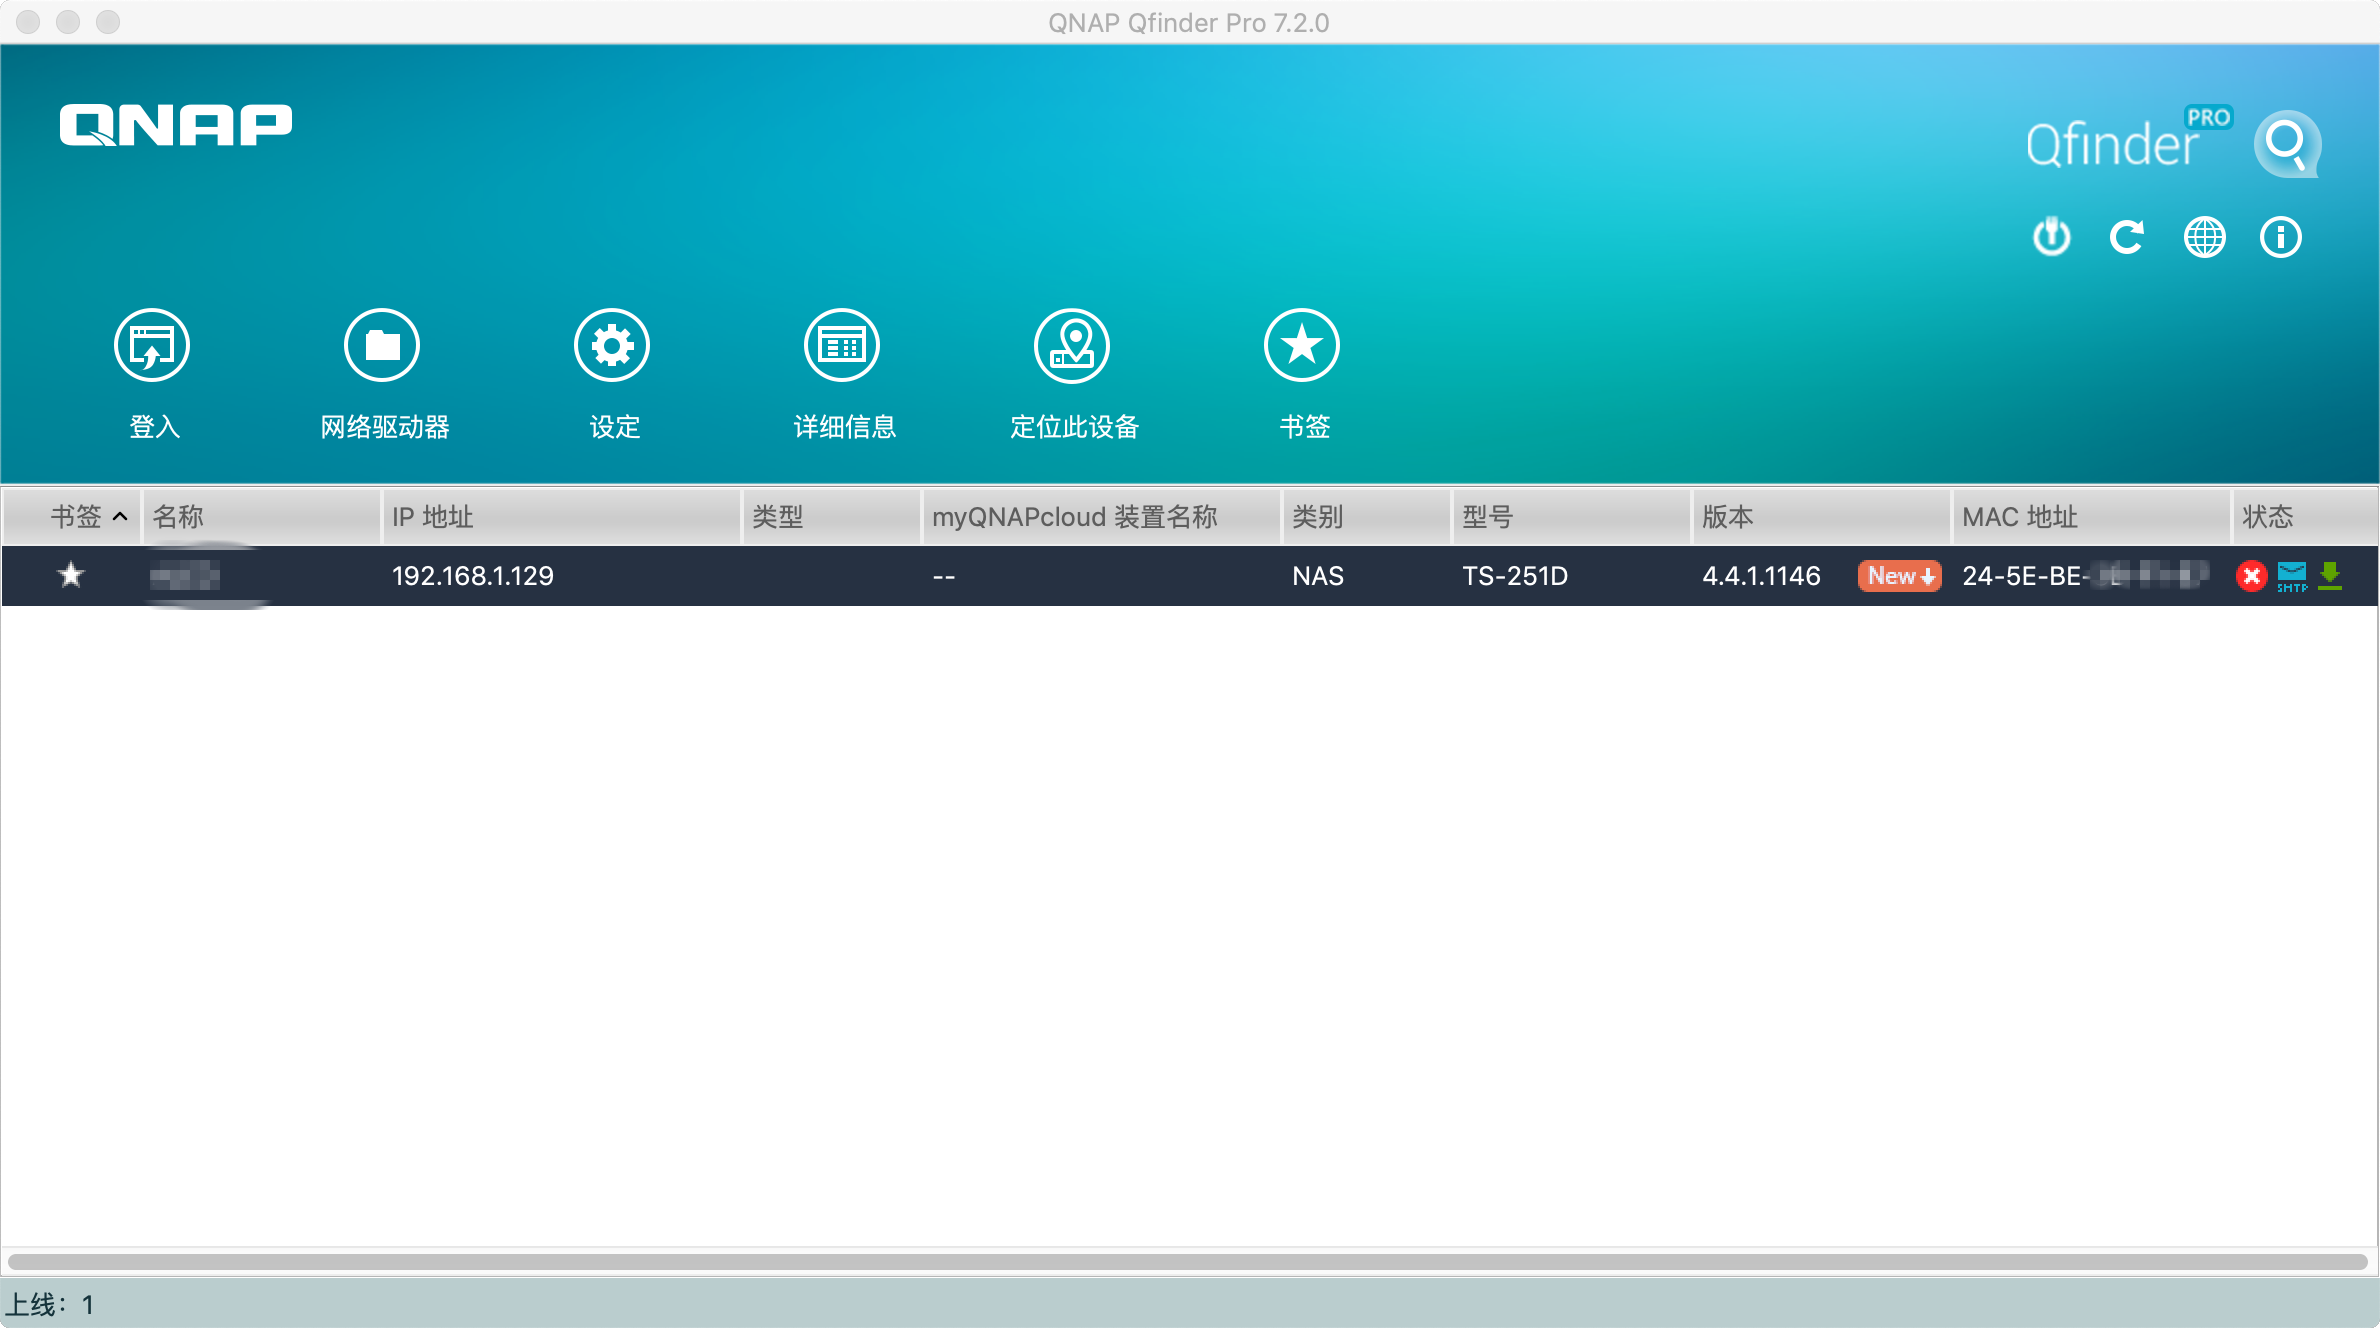 QNAP Qfinder Pro 7.2.0
QNAP
Qfinder PRO
登入 网络驱动器 设定 详细信息 定位此设备 书签
书签 名称 IP 地址 类型 myQNAPcloud 装置名称 类别 型号 版本 MAC 地址 状态
192.168.1.129 -- NAS TS-251D 4.4.1.1146 New 24-5E-BE- SMTP
上线：1